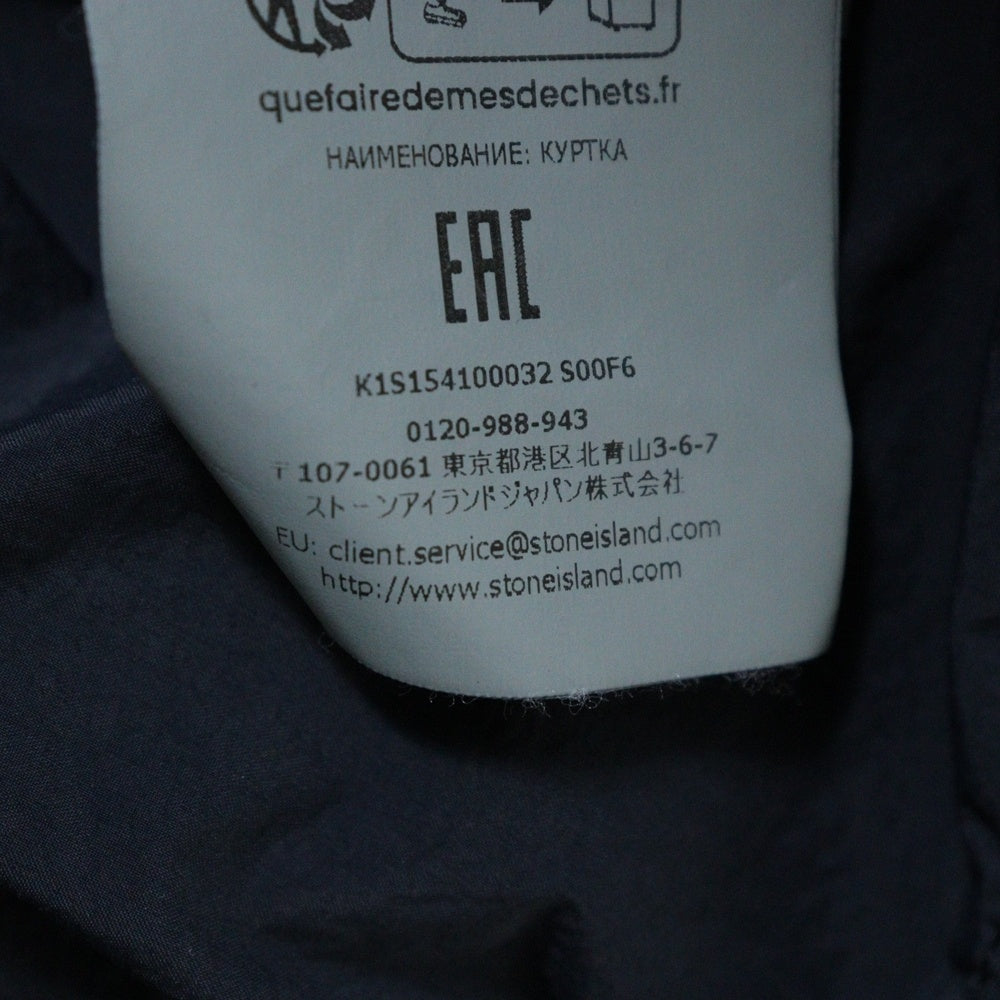 quefairedemesdechets.fr
НАИМЕНОВАНИЕ: КУРТКА
EAC
K1S154100032 S00F6
0120-988-943
〒107-0061 東京都港区北青山3-6-7
ストーンアイランドジャパン株式会社
EU: client.service@stoneisland.com
http://www.stoneisland.com